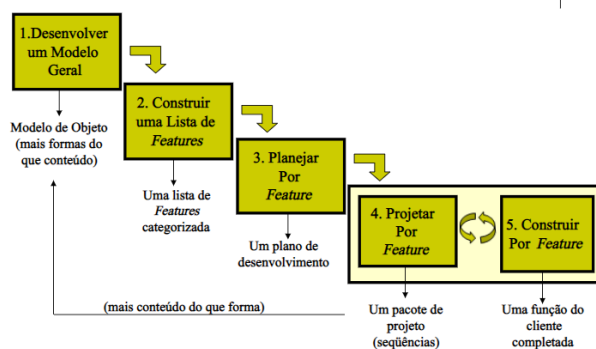 1.Desenvolver
um Modelo
Geral
Modelo de Objeto
(mais formas do
que conteúdo)
2. Construir
uma Lista de
Features
Uma lista de
Features
categorizada
3. Planejar
Por
Feature
Um plano de
desenvolvimento
4. Projetar
Por
Feature
5. Construir
Por Feature
(mais conteúdo do que forma)
Um pacote de
projeto
(seqüências)
Uma função do
cliente
completada